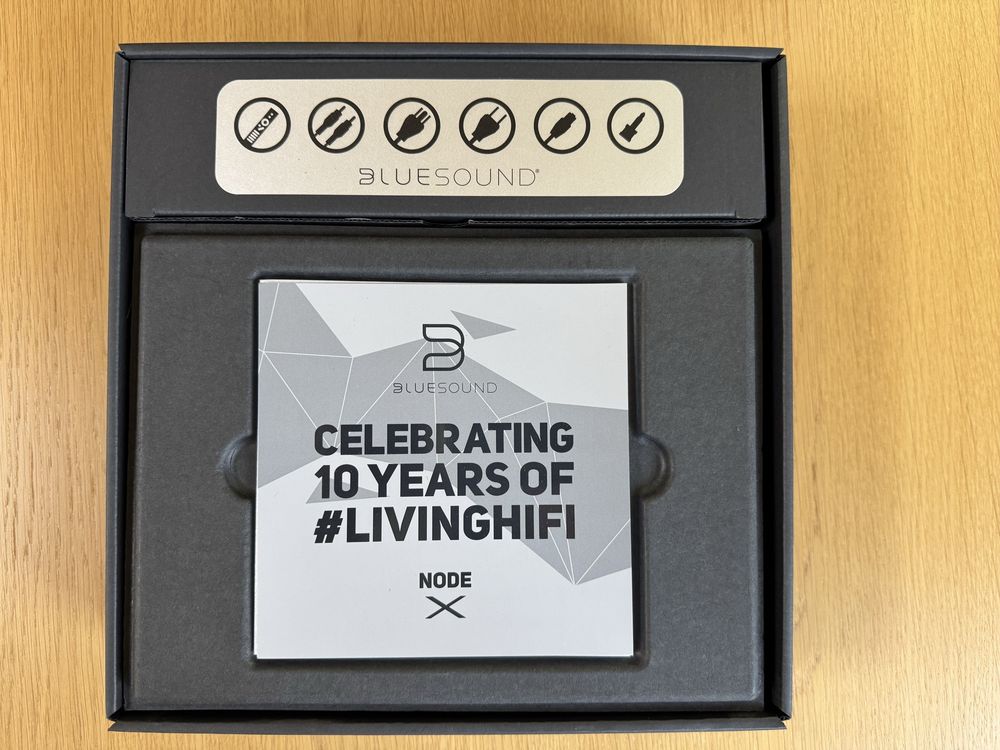 BLUESOUND®
BLUESOUND
CELEBRATING
10 YEARS OF
#LIVINGHIFI
NODE
X